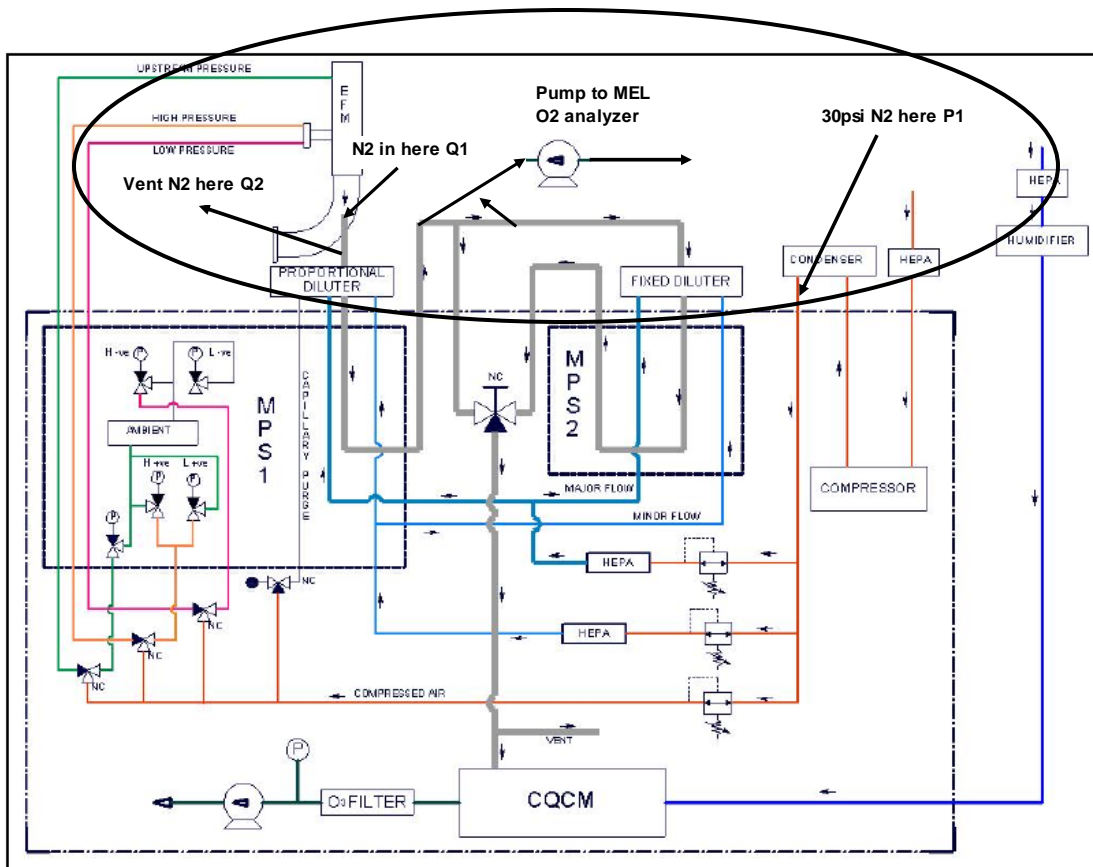 UPSTREAM PRESSURE
E
F
M
HIGH PRESSURE
LOW PRESSURE
Pump to MEL
O2 analyzer
30psi N2 here P1
N2 in here Q1
Vent N2 here Q2
HEPA
HUMIDIFIER
PROPORTIONAL
DILUTER
FIXED DILUTER
CONDENSER
HEPA
H -ve
L -ve
P
P
AMBIENT
H +ve
L +ve
P
P
P
M
P
S
1
CAPILLARY PURGE
NC
M
P
S
2
MAJOR FLOW
MINOR FLOW
COMPRESSOR
HEPA
HEPA
NC
NC
NC
NC
COMPRESSED AIR
VENT
P
O3 FILTER
CQCM